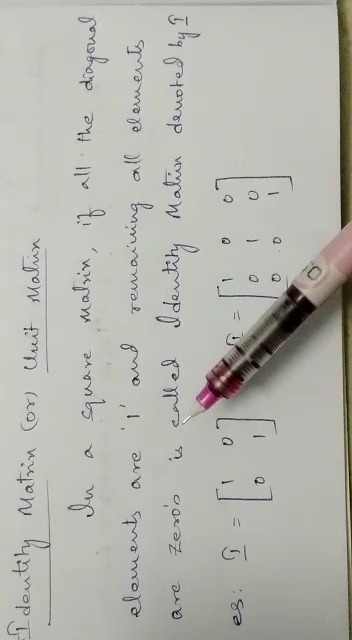 Identity Matrix (or) Unit Matrix
In a square matrix, if all the diagonal
elements are '1' and remaining all elements
are zero's is called Identity Matrix denoted by I
eg: I = [1 0
0 1] I = [1 0 0
0 1 0
0 0 1]